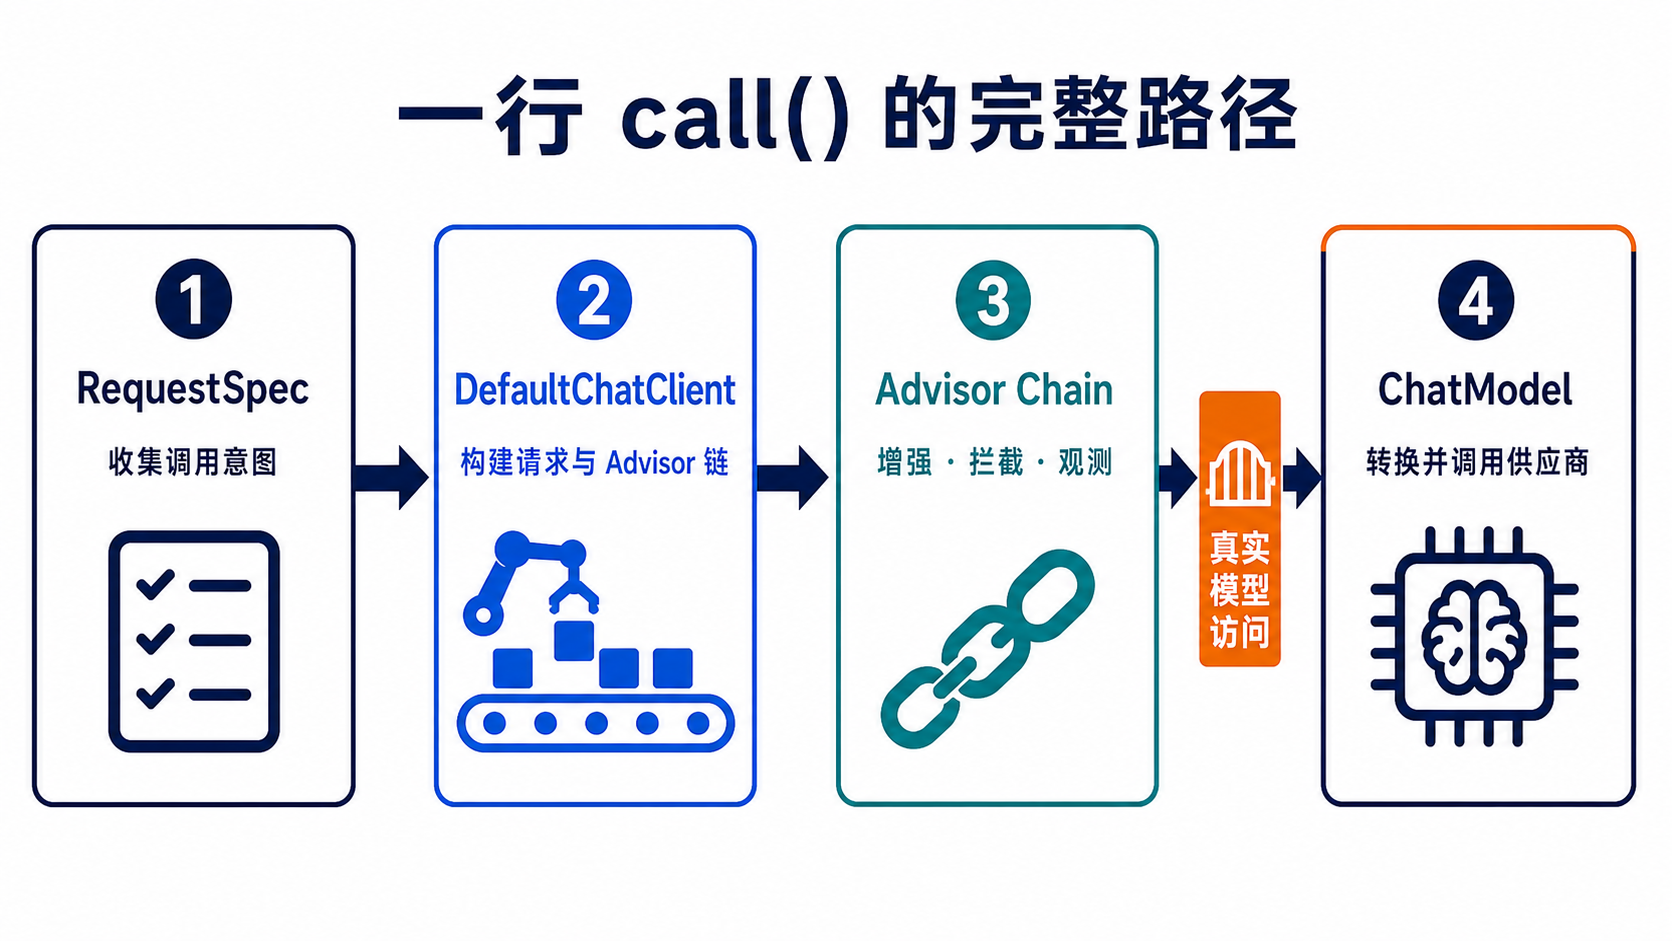 一行 call() 的完整路径
1
RequestSpec
收集调用意图
2
DefaultChatClient
构建请求与 Advisor 链
3
Advisor Chain
增强 · 拦截 · 观测
真实
模型
访问
4
ChatModel
转换并调用供应商